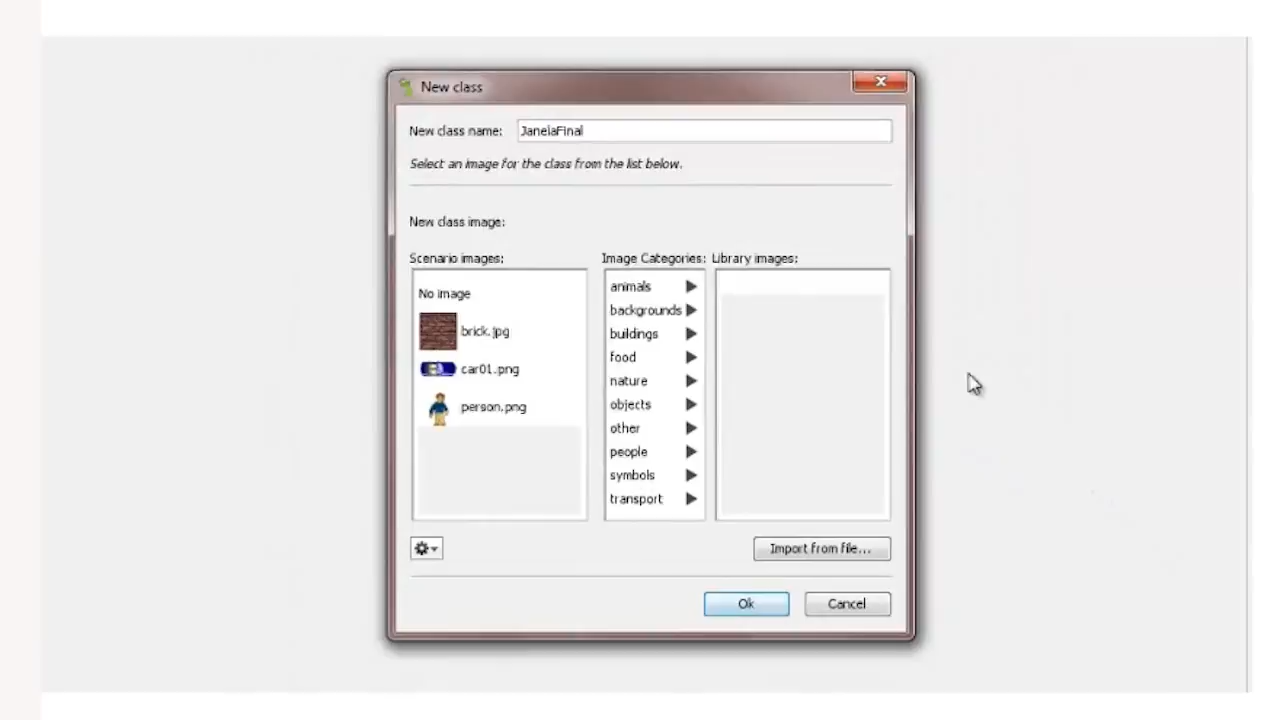 New class
New class name: JanelaFinal
Select an image for the class from the list below.
New class image:
Scenario images: Image Categories: Library images:
No image
brick.jpg
car01.png
person.png
animals
backgrounds
buildings
food
nature
objects
other
people
symbols
transport
Import from file...
Ok Cancel